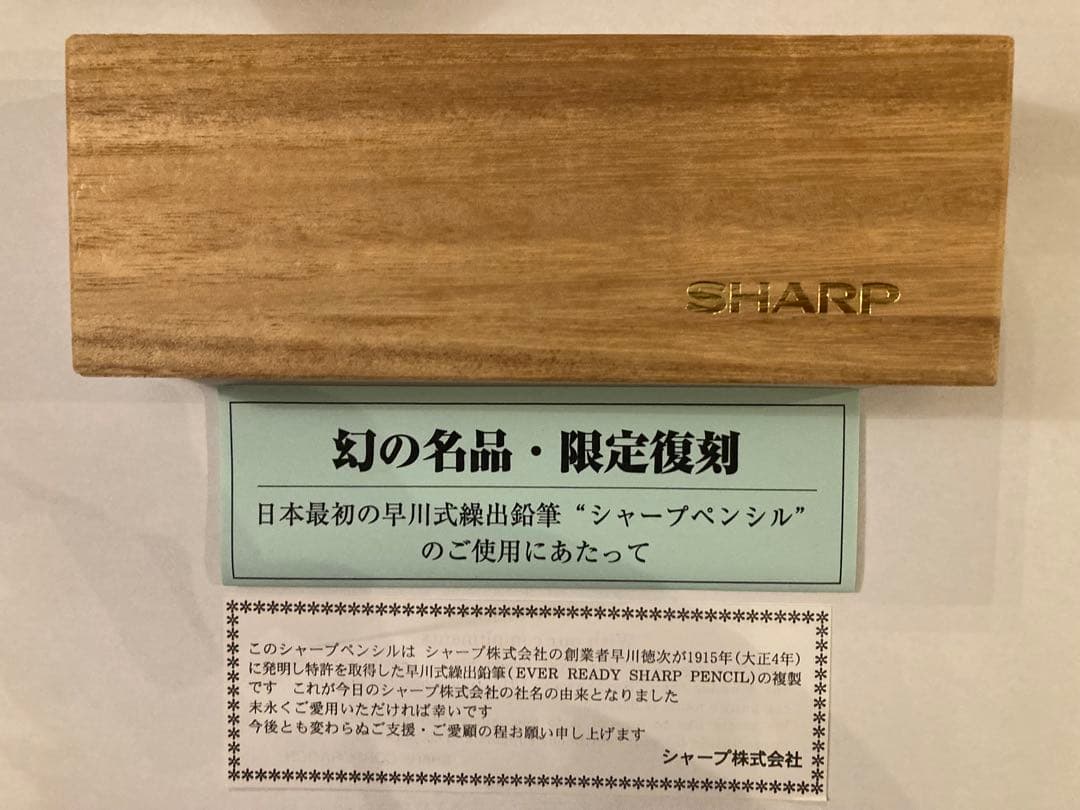 SHARP
幻の名品・限定復刻
日本最初の早川式繰出鉛筆“シャープペンシル”
のご使用にあたって
このシャープペンシルは シャープ株式会社の創業者早川徳次が1915年(大正4年)
に発明し特許を取得した早川式繰出鉛筆(EVER READY SHARP PENCIL)の複製
です これが今日のシャープ株式会社の社名の由来となりました
末永くご愛用いただければ幸いです
今後とも変わらぬご支援・ご愛顧の程お願い申し上げます
シャープ株式会社